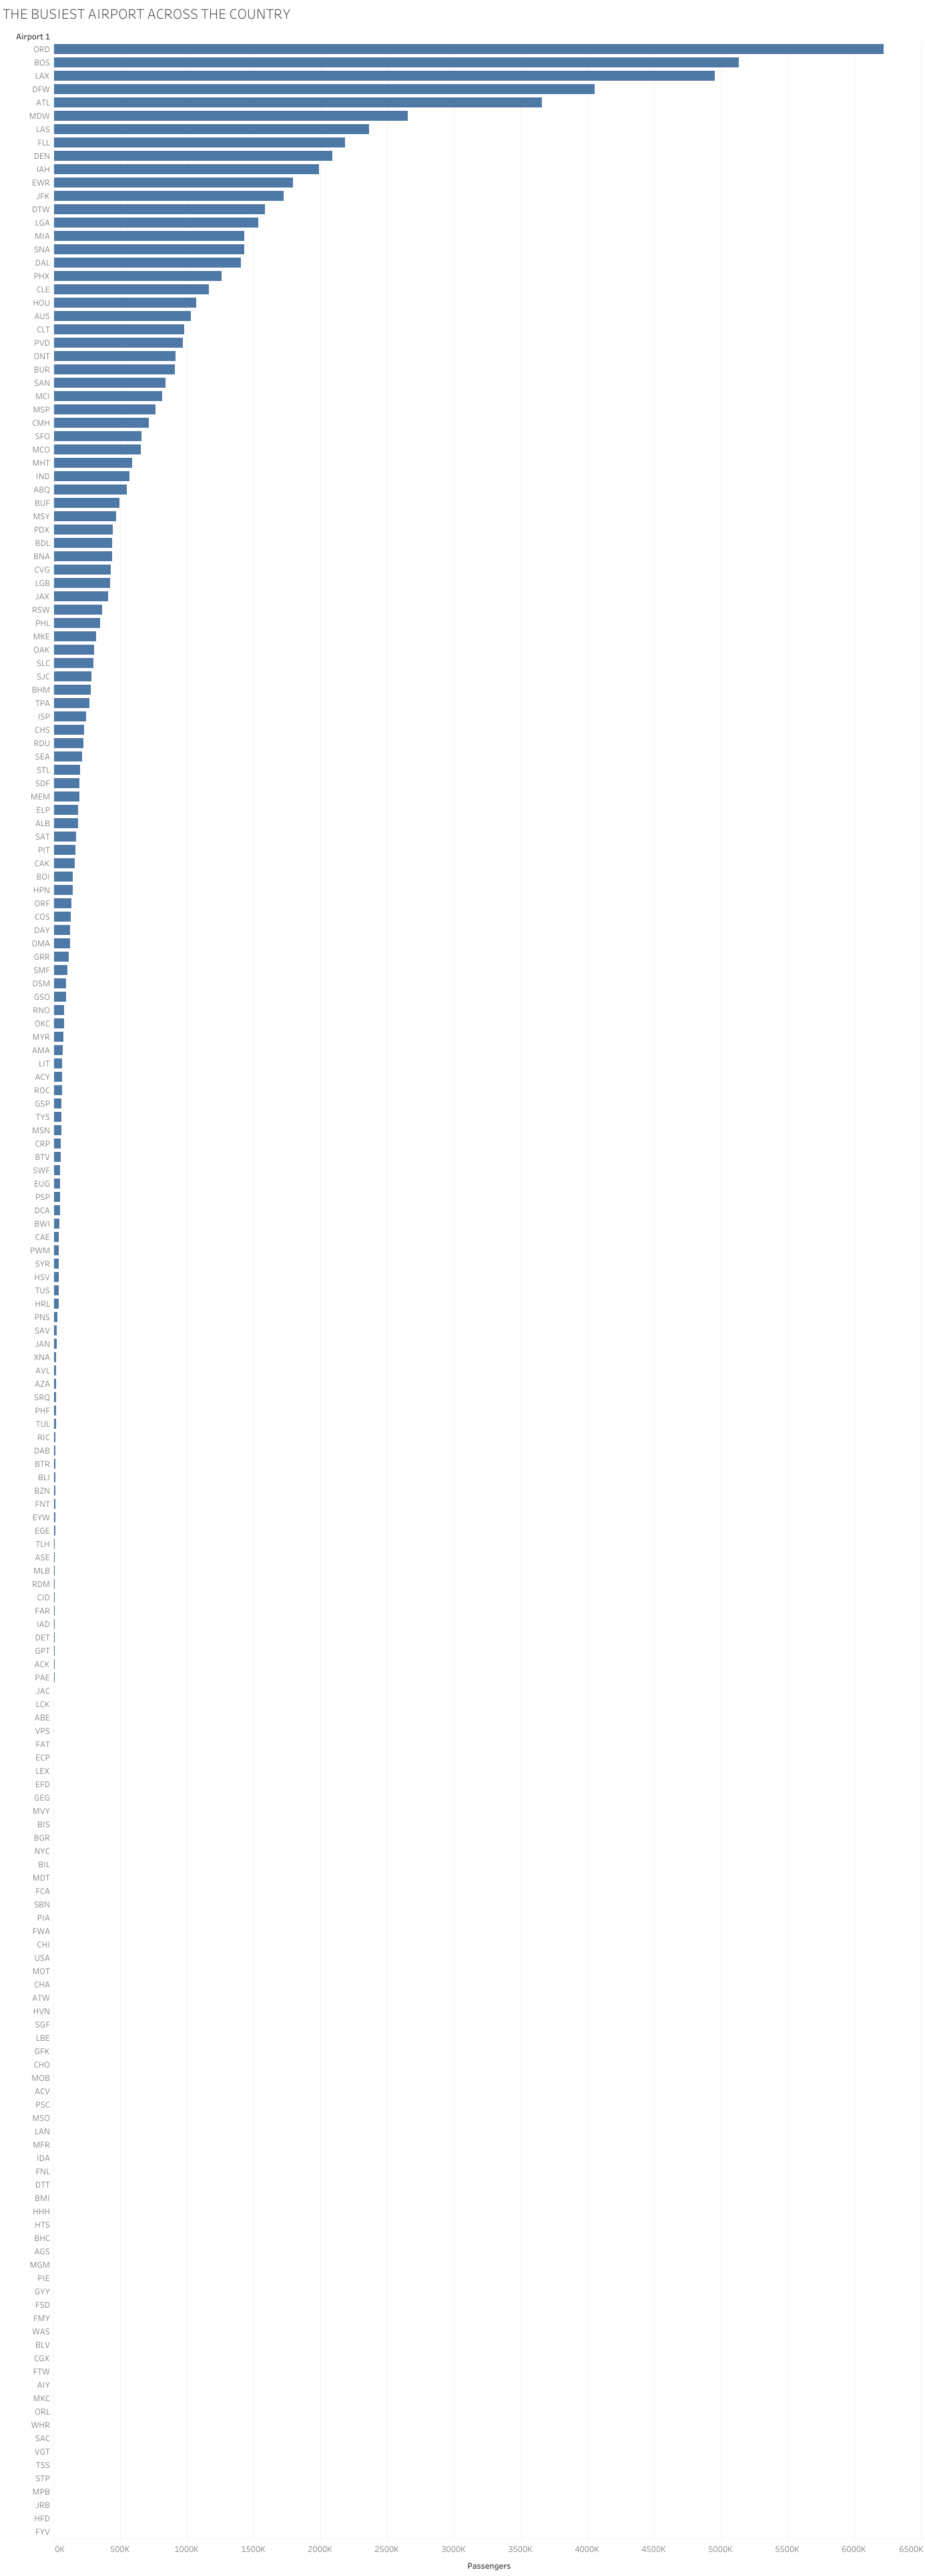 THE BUSIEST AIRPORT ACROSS THE COUNTRY
Airport 1
ORD
BOS
LAX
DFW
ATL
MDW
LAS
FLL
DEN
IAH
EWR
JFK
DTW
LGA
MIA
SNA
DAL
PHX
CLE
HOU
AUS
CLT
PVD
ONT
BUR
SAN
MCI
MSP
CMH
SFO
MCO
MHT
IND
ABQ
BUF
MSY
PDX
BDL
BNA
CVG
LGB
JAX
RSW
PHL
MKE
OAK
SLC
SJC
BHM
TPA
ISP
CHS
RDU
SEA
STL
SDF
MEM
ELP
ALB
SAT
PIT
CAK
BOI
HPN
ORF
COS
DAY
OMA
GRR
SMF
DSM
GSO
RNO
OKC
MYR
AMA
LIT
ACY
ROC
GSP
TYS
MSN
CRP
BTV
SWF
EUG
PSP
DCA
BWI
CAE
PWM
SYR
HSV
TUS
HRL
PNS
SAV
JAN
XNA
AVL
AZA
SRQ
PHF
TUL
RIC
DAB
BTR
BLI
BZN
FNT
EYW
EGE
TLH
ASE
MLB
RDM
CID
FAR
IAD
DET
GPT
ACK
PAE
JAC
LCK
ABE
VPS
FAT
ECP
LEX
EFD
GEG
MVY
BIS
BGR
NYC
BIL
MDT
FCA
SBN
PIA
FWA
CHI
USA
MOT
CHA
ATW
HVN
SGF
LBE
GFK
CHO
MOB
ACV
PSC
MSO
LAN
MFR
IDA
FNL
DTT
BMI
HHH
HTS
BHC
AGS
MGM
PIE
GYY
FSD
FMY
WAS
BLV
CGX
FTW
AIY
MKC
ORL
WHR
SAC
VGT
TSS
STP
MPB
JRB
HFD
FYV
0K 500K 1000K 1500K 2000K 2500K 3000K 3500K 4000K 4500K 5000K 5500K 6000K 6500K
Passengers